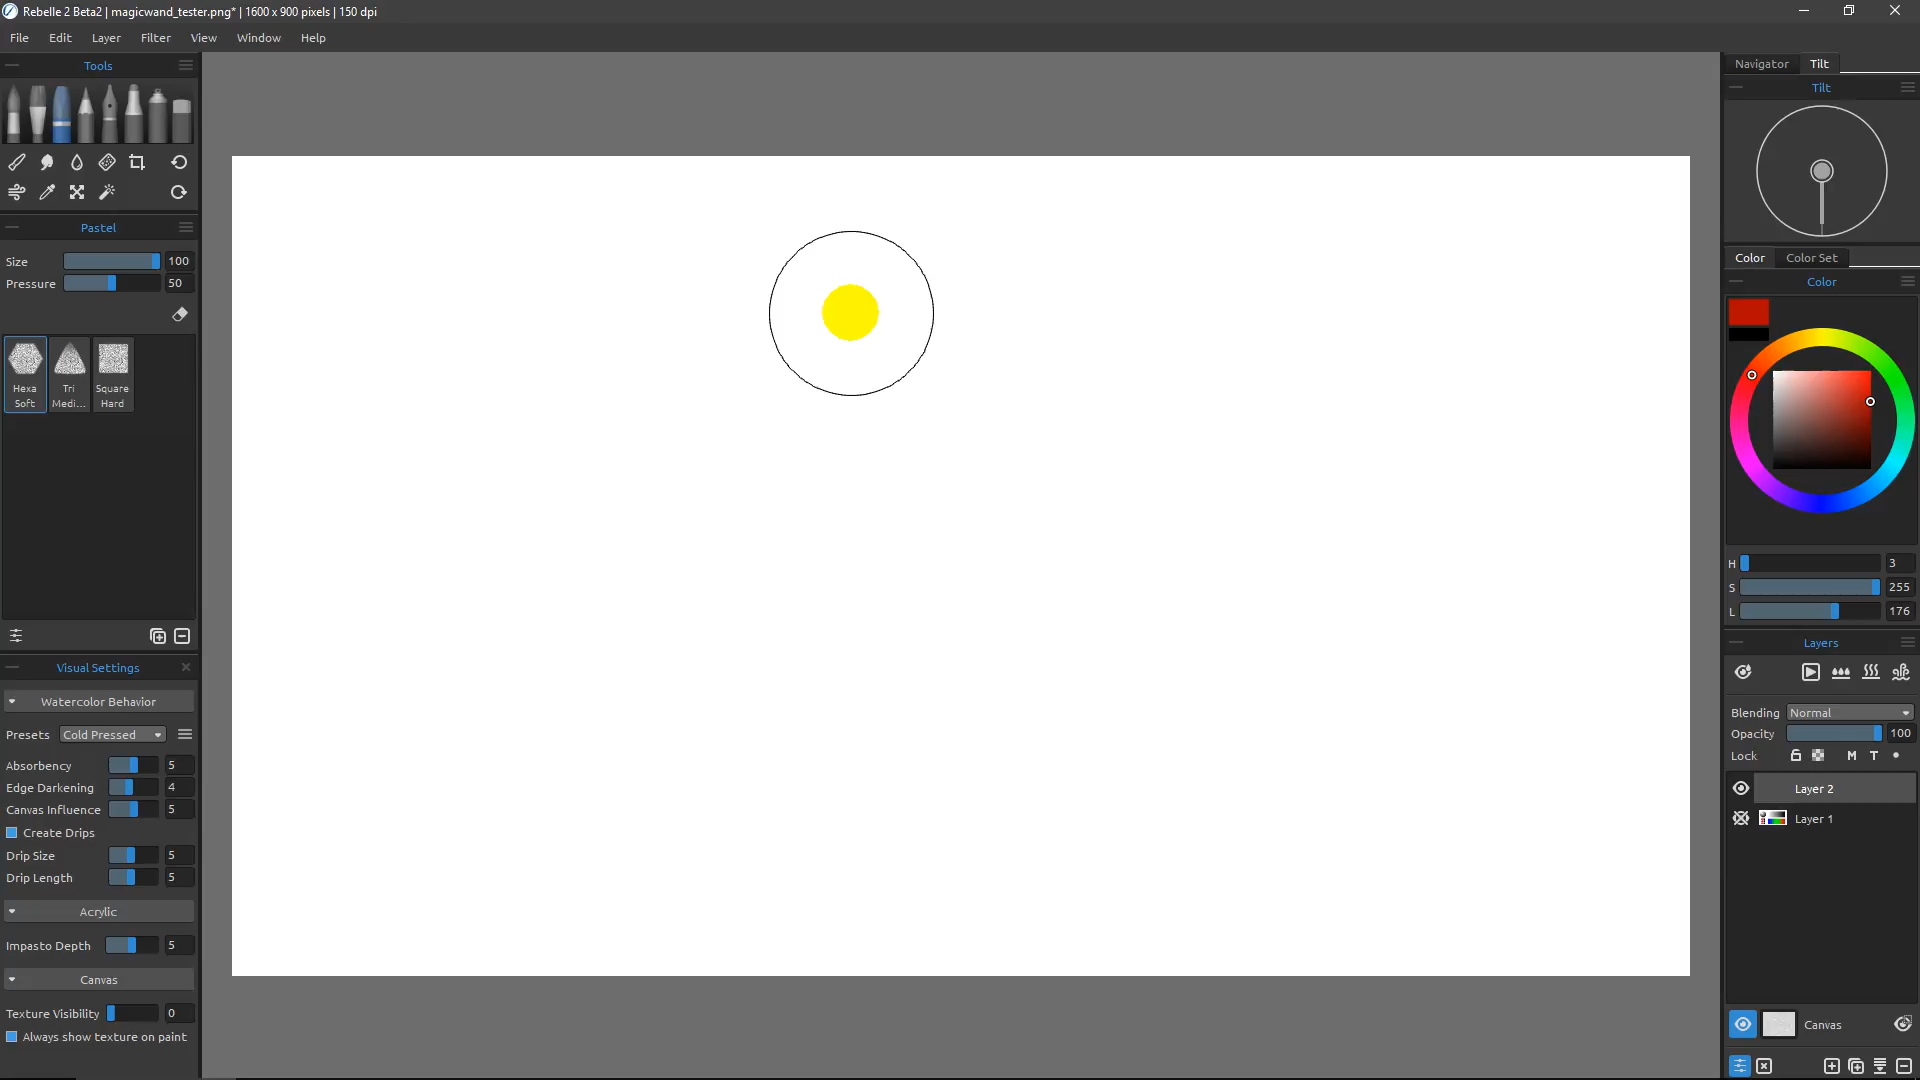 Rebelle 2 Beta2 | magicwand_tester.png* | 1600 x 900 pixels | 150 dpi
File Edit Layer Filter View Window Help
Tools
Pastel
Size 100
Pressure 50
Hexa Soft
Tri Medi...
Square Hard
Visual Settings
Watercolor Behavior
Presets Cold Pressed
Absorbency 5
Edge Darkening 4
Canvas Influence 5
Create Drips
Drip Size 5
Drip Length 5
Acrylic
Impasto Depth 5
Canvas
Texture Visibility 0
Always show texture on paint
Navigator Tilt
Tilt
Color Color Set
Color
H 3
S 255
L 176
Layers
Blending Normal
Opacity 100
Lock M T
Layer 2
Layer 1
Canvas